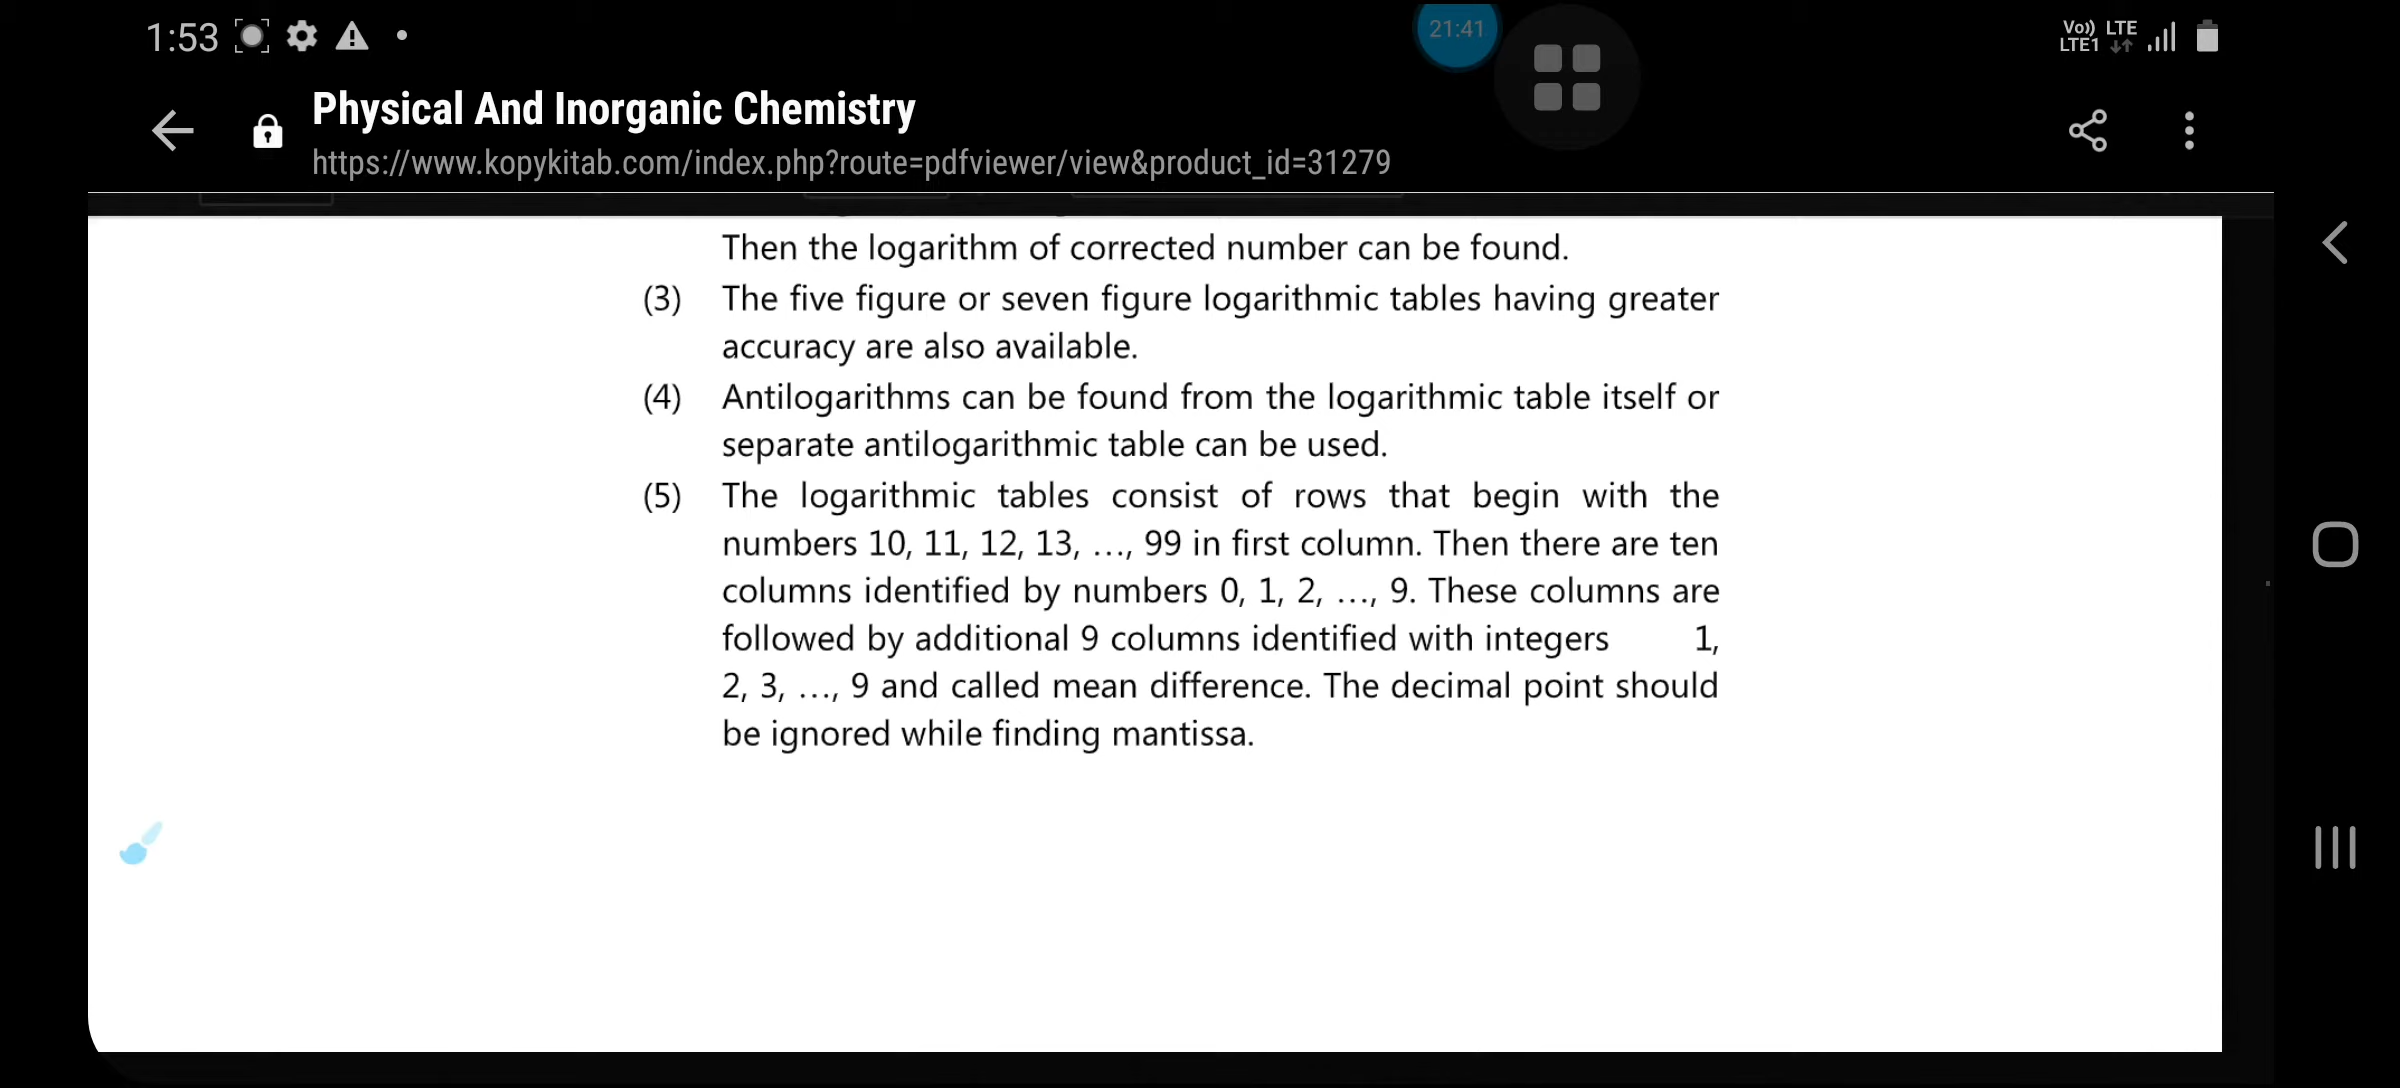 1:53
21:41
Vo)) LTE
LTE1
Physical And Inorganic Chemistry
https://www.kopykitab.com/index.php?route=pdfviewer/view&product_id=31279
Then the logarithm of corrected number can be found.
(3) The five figure or seven figure logarithmic tables having greater
accuracy are also available.
(4) Antilogarithms can be found from the logarithmic table itself or
separate antilogarithmic table can be used.
(5) The logarithmic tables consist of rows that begin with the
numbers 10, 11, 12, 13, ..., 99 in first column. Then there are ten
columns identified by numbers 0, 1, 2, ..., 9. These columns are
followed by additional 9 columns identified with integers 1,
2, 3, ..., 9 and called mean difference. The decimal point should
be ignored while finding mantissa.